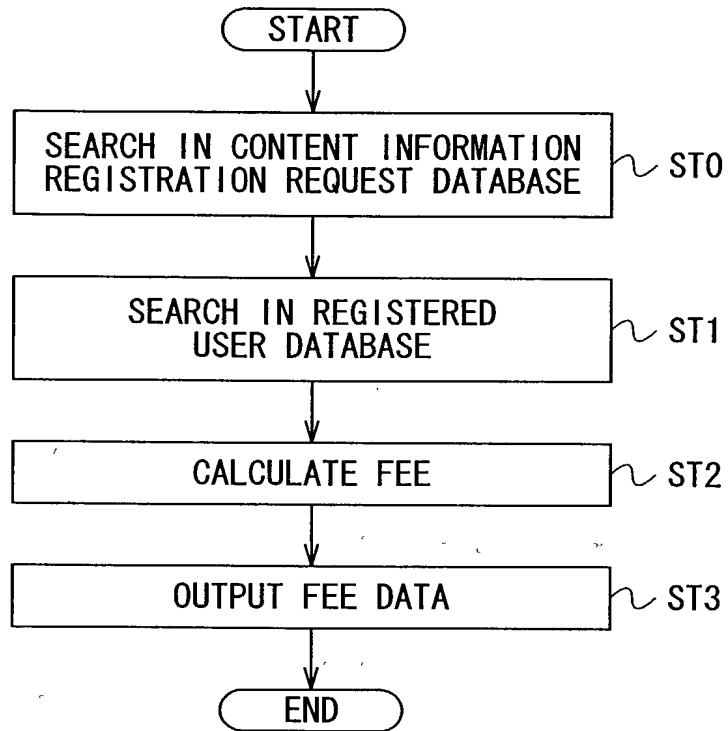 START
SEARCH IN CONTENT INFORMATION
REGISTRATION REQUEST DATABASE
ST0
SEARCH IN REGISTERED
USER DATABASE
ST1
CALCULATE FEE
ST2
OUTPUT FEE DATA
ST3
END